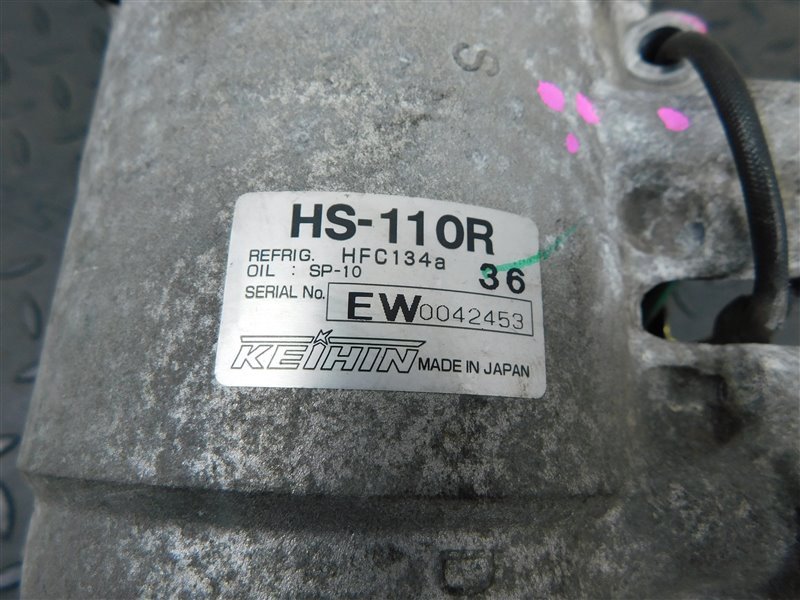 S
HS-110R
REFRIG. HFC134a
OIL : SP-10 36
SERIAL No. EW0042453
KEIHIN MADE IN JAPAN